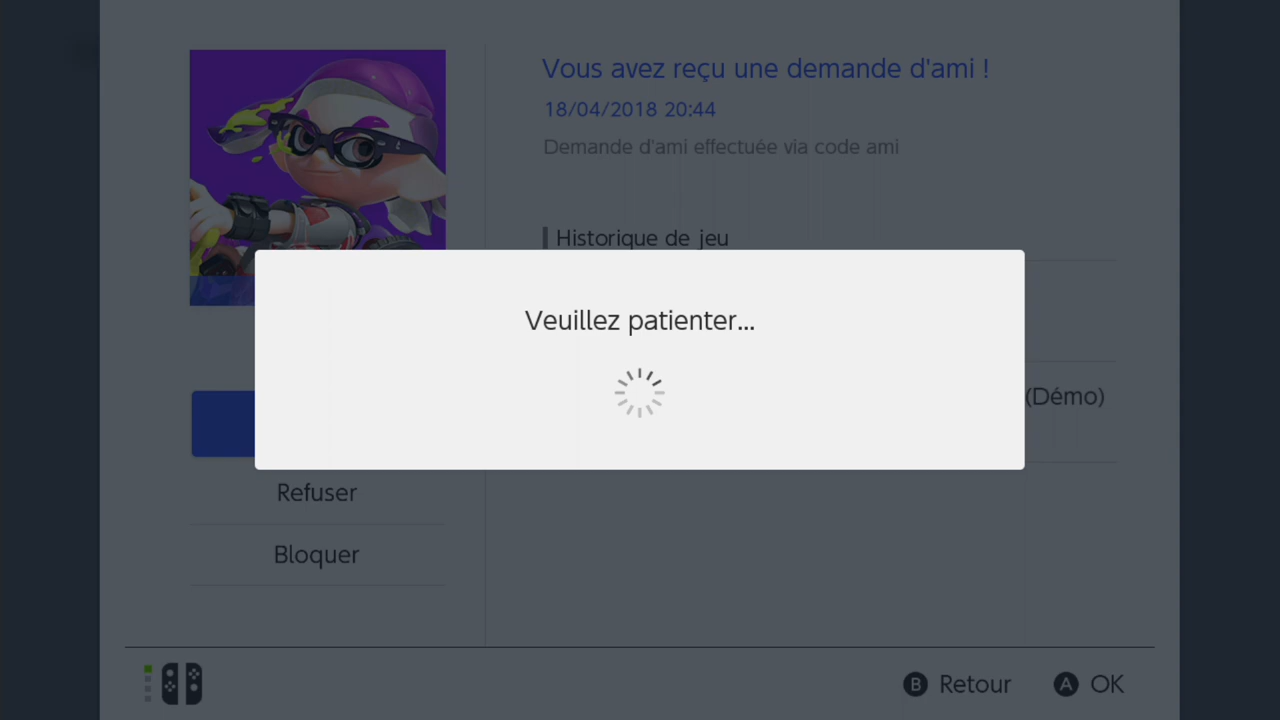 Vous avez reçu une demande d'ami !
18/04/2018 20:44
Demande d'ami effectuée via code ami
Historique de jeu
Veuillez patienter...
(Démo)
Refuser
Bloquer
B Retour
A OK